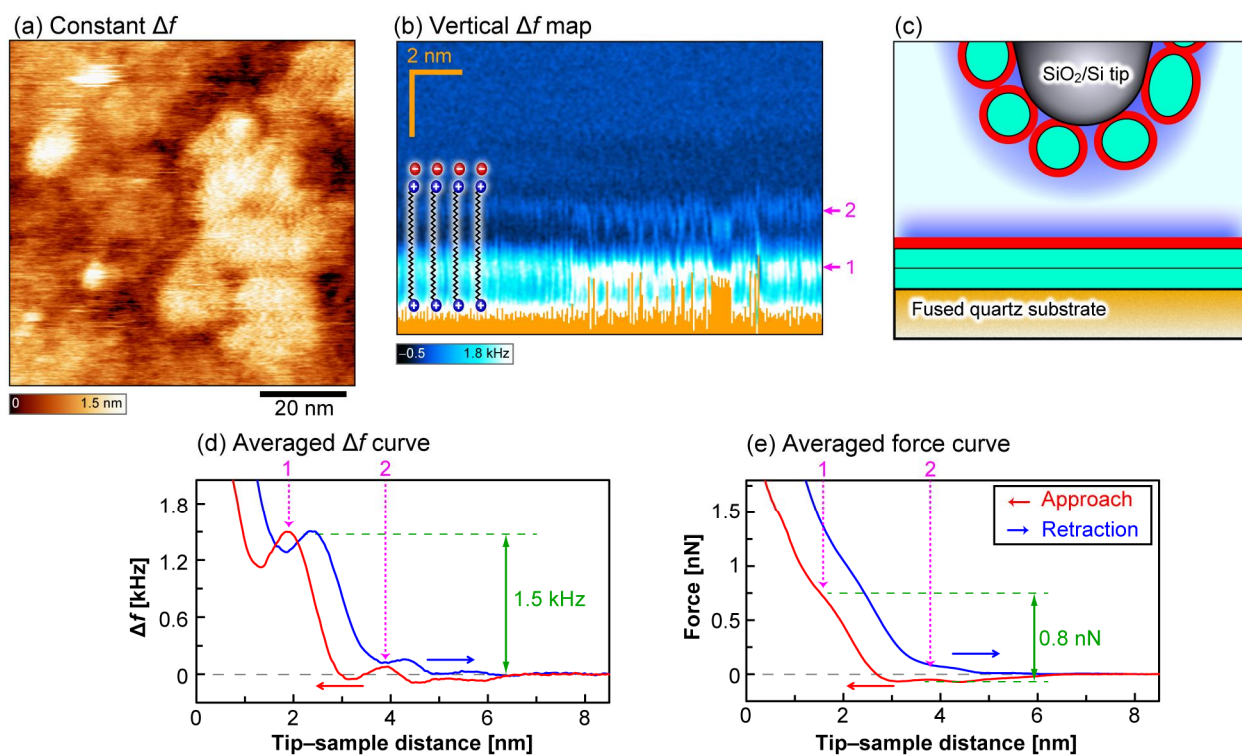 (a) Constant Δf
(b) Vertical Δf map
(c)
2 nm
− − − −
+ + + +
+ + + +
2
1
SiO₂/Si tip
Fused quartz substrate
0 1.5 nm
20 nm
−0.5 1.8 kHz
(d) Averaged Δf curve
1 2
Δf [kHz]
1.8
1.2
0.6
0
1.5 kHz
0 2 4 6 8
Tip–sample distance [nm]
(e) Averaged force curve
1 2
Approach
Retraction
Force [nN]
1.5
1
0.5
0
0.8 nN
0 2 4 6 8
Tip–sample distance [nm]